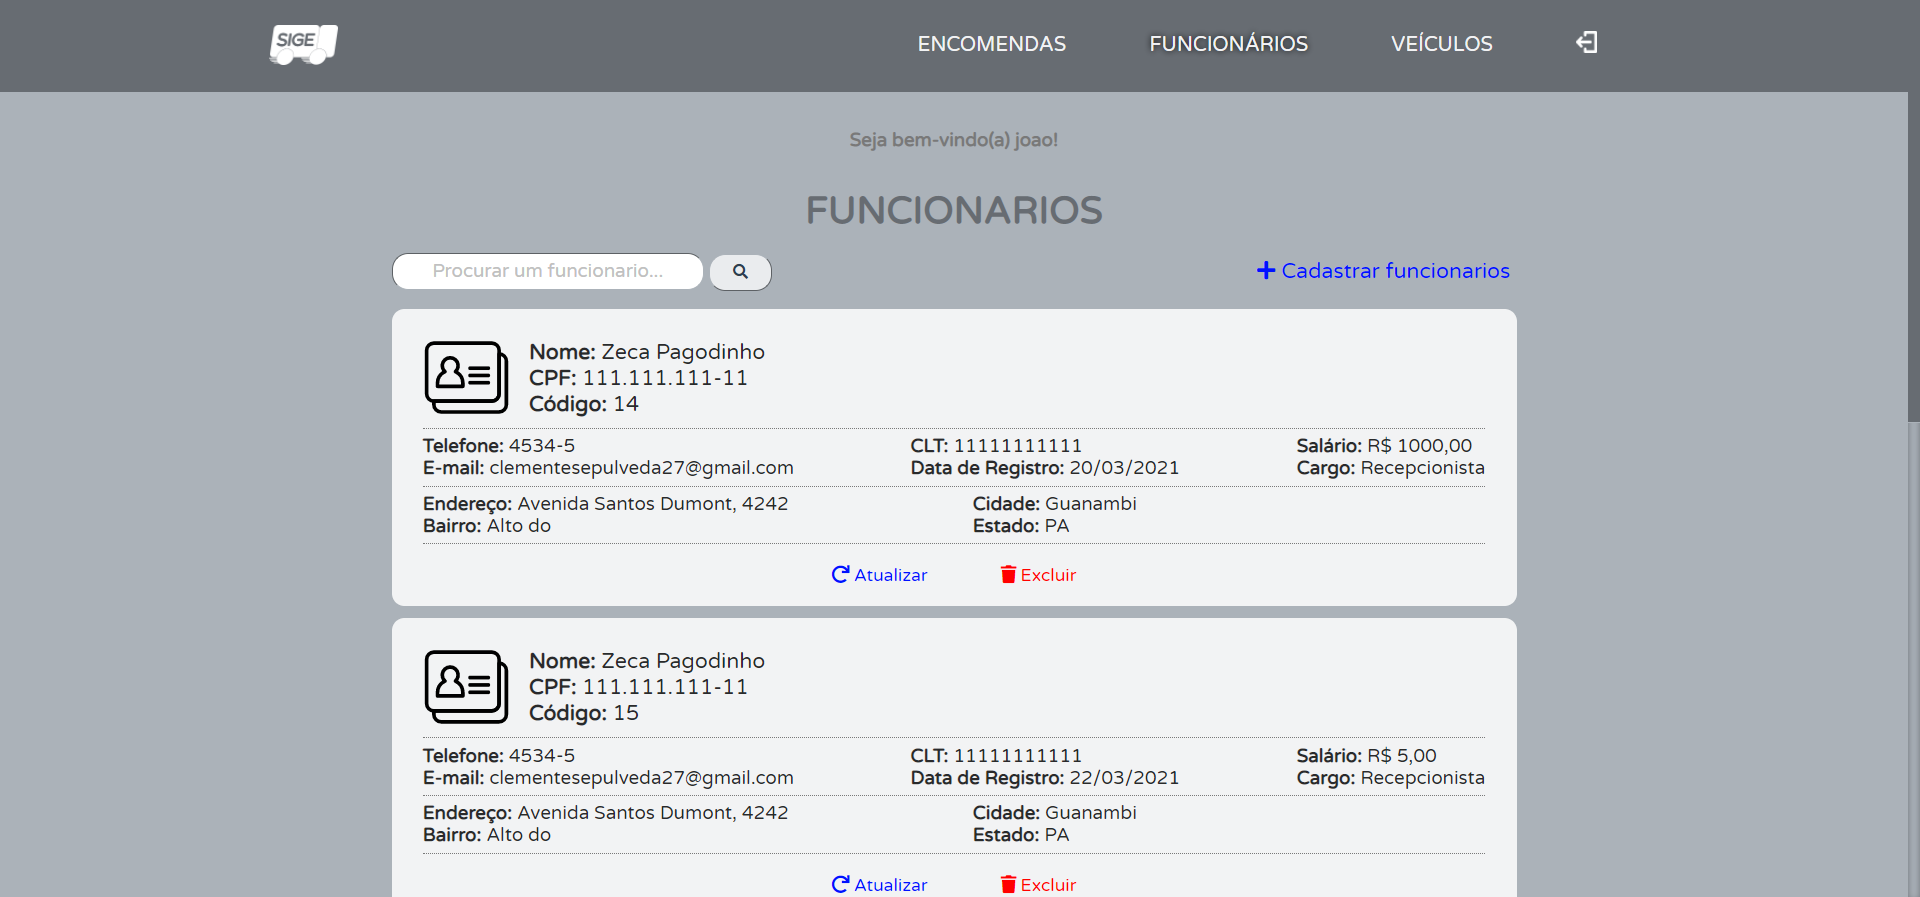 SIGE
ENCOMENDAS FUNCIONÁRIOS VEÍCULOS
Seja bem-vindo(a) joao!
FUNCIONARIOS
Procurar um funcionario...
Cadastrar funcionarios
Nome: Zeca Pagodinho
CPF: 111.111.111-11
Código: 14
Telefone: 4534-5 CLT: 11111111111 Salário: R$ 1000,00
E-mail: clementesepulveda27@gmail.com Data de Registro: 20/03/2021 Cargo: Recepcionista
Endereço: Avenida Santos Dumont, 4242 Cidade: Guanambi
Bairro: Alto do Estado: PA
Atualizar Excluir
Nome: Zeca Pagodinho
CPF: 111.111.111-11
Código: 15
Telefone: 4534-5 CLT: 11111111111 Salário: R$ 5,00
E-mail: clementesepulveda27@gmail.com Data de Registro: 22/03/2021 Cargo: Recepcionista
Endereço: Avenida Santos Dumont, 4242 Cidade: Guanambi
Bairro: Alto do Estado: PA
Atualizar Excluir